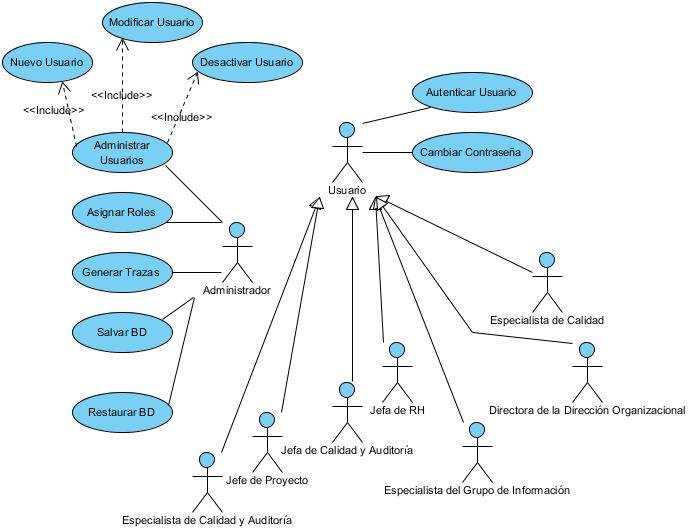 Modificar Usuario
Nuevo Usuario
Desactivar Usuario
<<Include>>
<<Include>>
<<Include>>
Administrar
Usuarios
Autenticar Usuario
Cambiar Contraseña
Usuario
Asignar Roles
Generar Trazas
Administrador
Salvar BD
Restaurar BD
Especialista de Calidad
Jefa de RH
Directora de la Dirección Organizacional
Jefa de Calidad y Auditoría
Jefe de Proyecto
Especialista del Grupo de Información
Especialista de Calidad y Auditoría